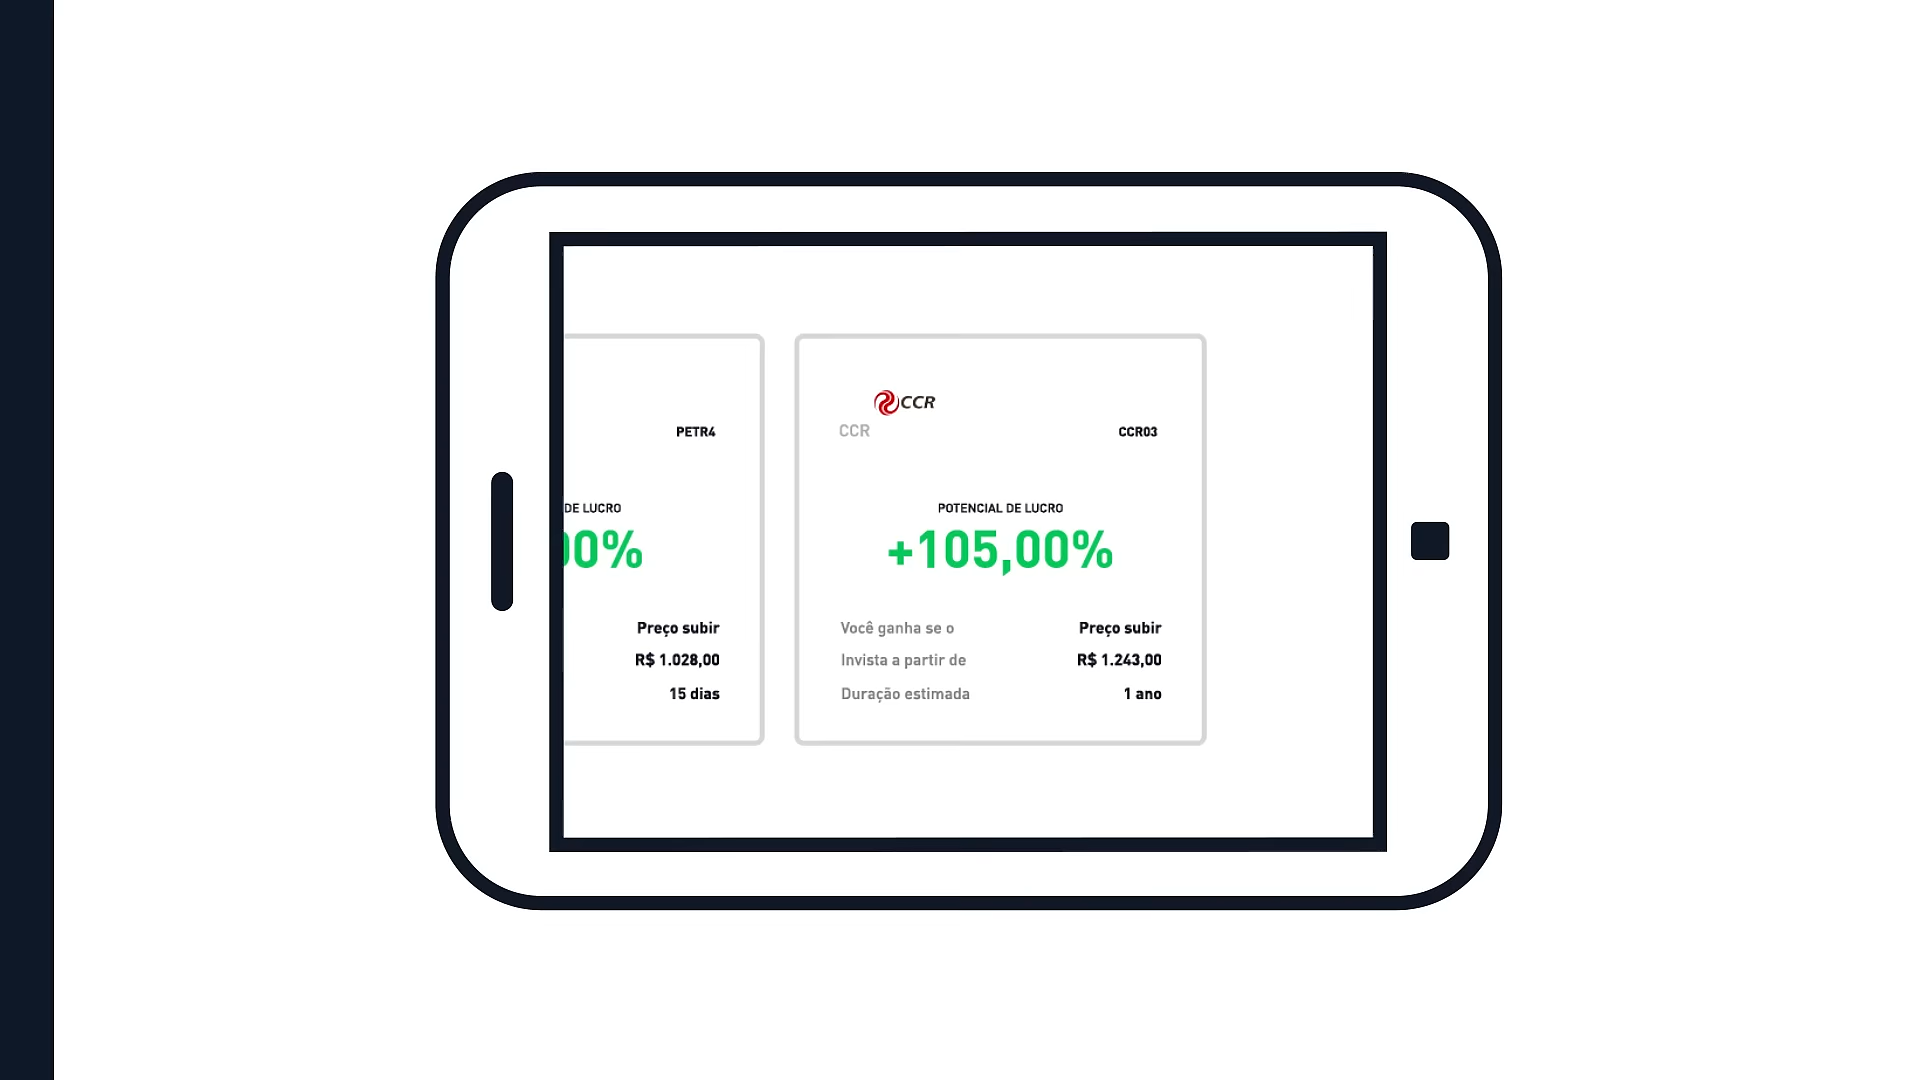 PETR4
DE LUCRO
00%
Preço subir
R$ 1.028,00
15 dias
CCR
CCR
CCR03
POTENCIAL DE LUCRO
+105,00%
Você ganha se o Preço subir
Invista a partir de R$ 1.243,00
Duração estimada 1 ano